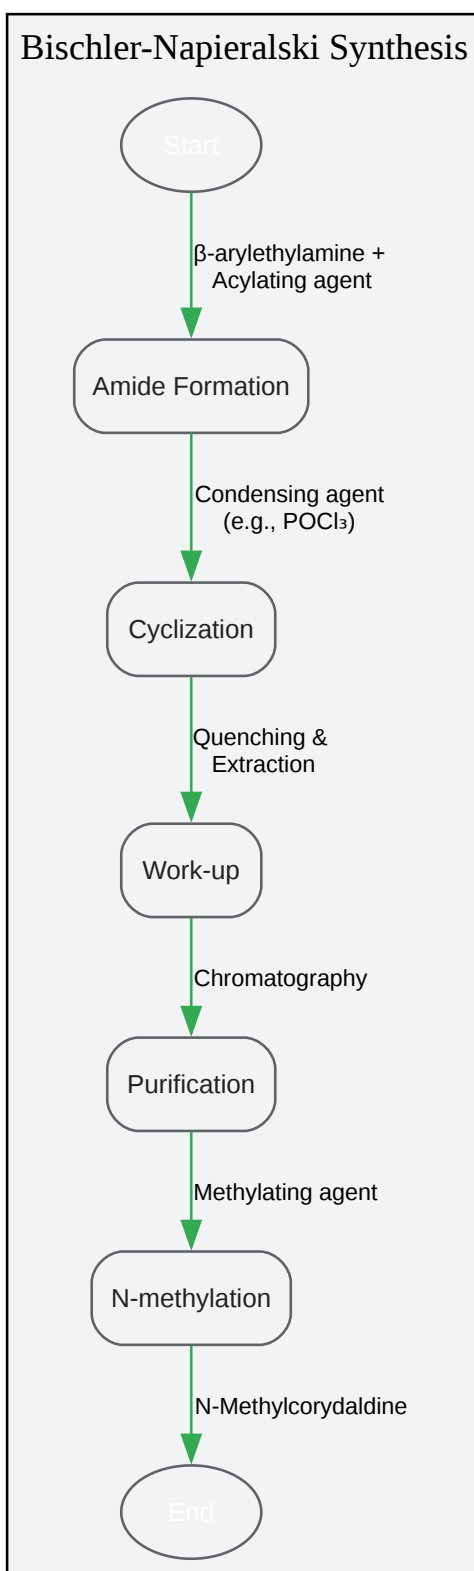 Bischler-Napieralski Synthesis
Start
β-arylethylamine +
Acylating agent
Amide Formation
Condensing agent
(e.g., POCl₃)
Cyclization
Quenching &
Extraction
Work-up
Chromatography
Purification
Methylating agent
N-methylation
N-Methylcorydaldine
End